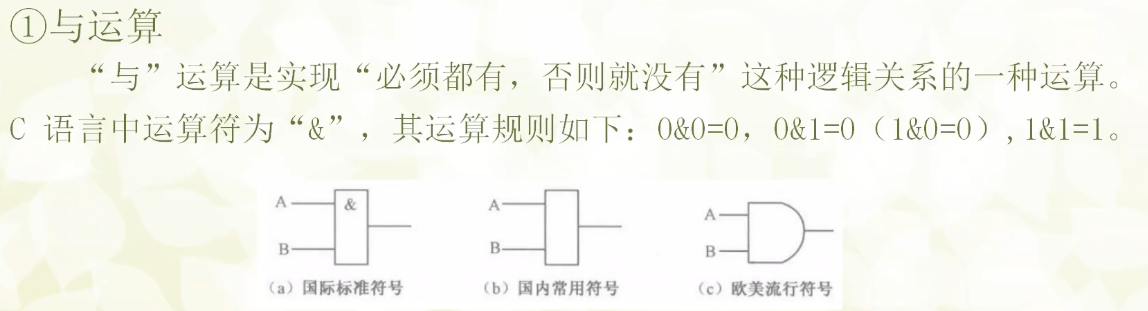 ①与运算
“与”运算是实现“必须都有，否则就没有”这种逻辑关系的一种运算。
C 语言中运算符为“&”，其运算规则如下：0&0=0，0&1=0（1&0=0）,1&1=1。
A & A A
B B B
（a）国际标准符号 （b）国内常用符号 （c）欧美流行符号